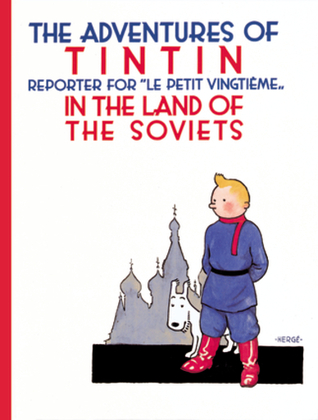 THE ADVENTURES OF
TINTIN
REPORTER FOR "LE PETIT VINGTIÈME„
IN THE LAND OF
THE SOVIETS
-HERGÉ-